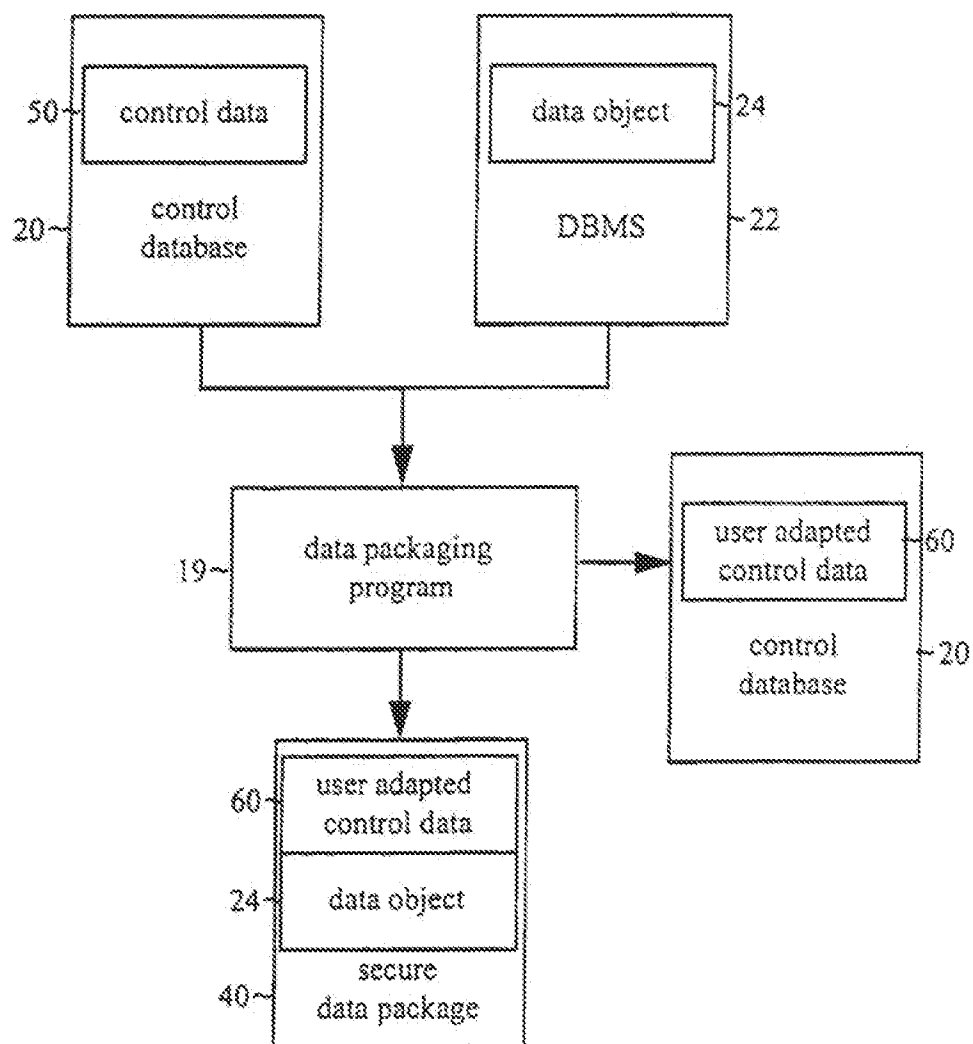 50 control data
data object 24
20 control
database
DBMS 22
19 data packaging
program
user adapted 60
control data
control 20
database
60 user adapted
control data
24 data object
secure
40 data package